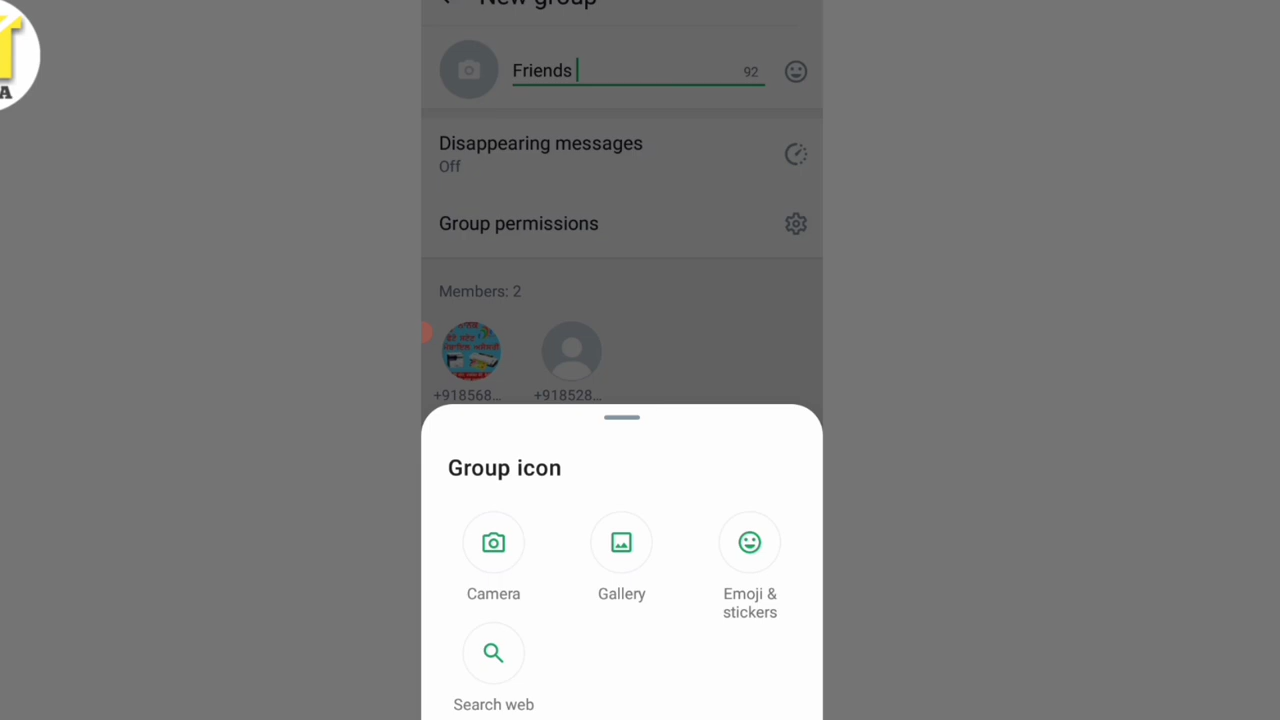 New group
Friends
92
Disappearing messages
Off
Group permissions
Members: 2
+918568...
+918528...
Group icon
Camera
Gallery
Emoji &
stickers
Search web